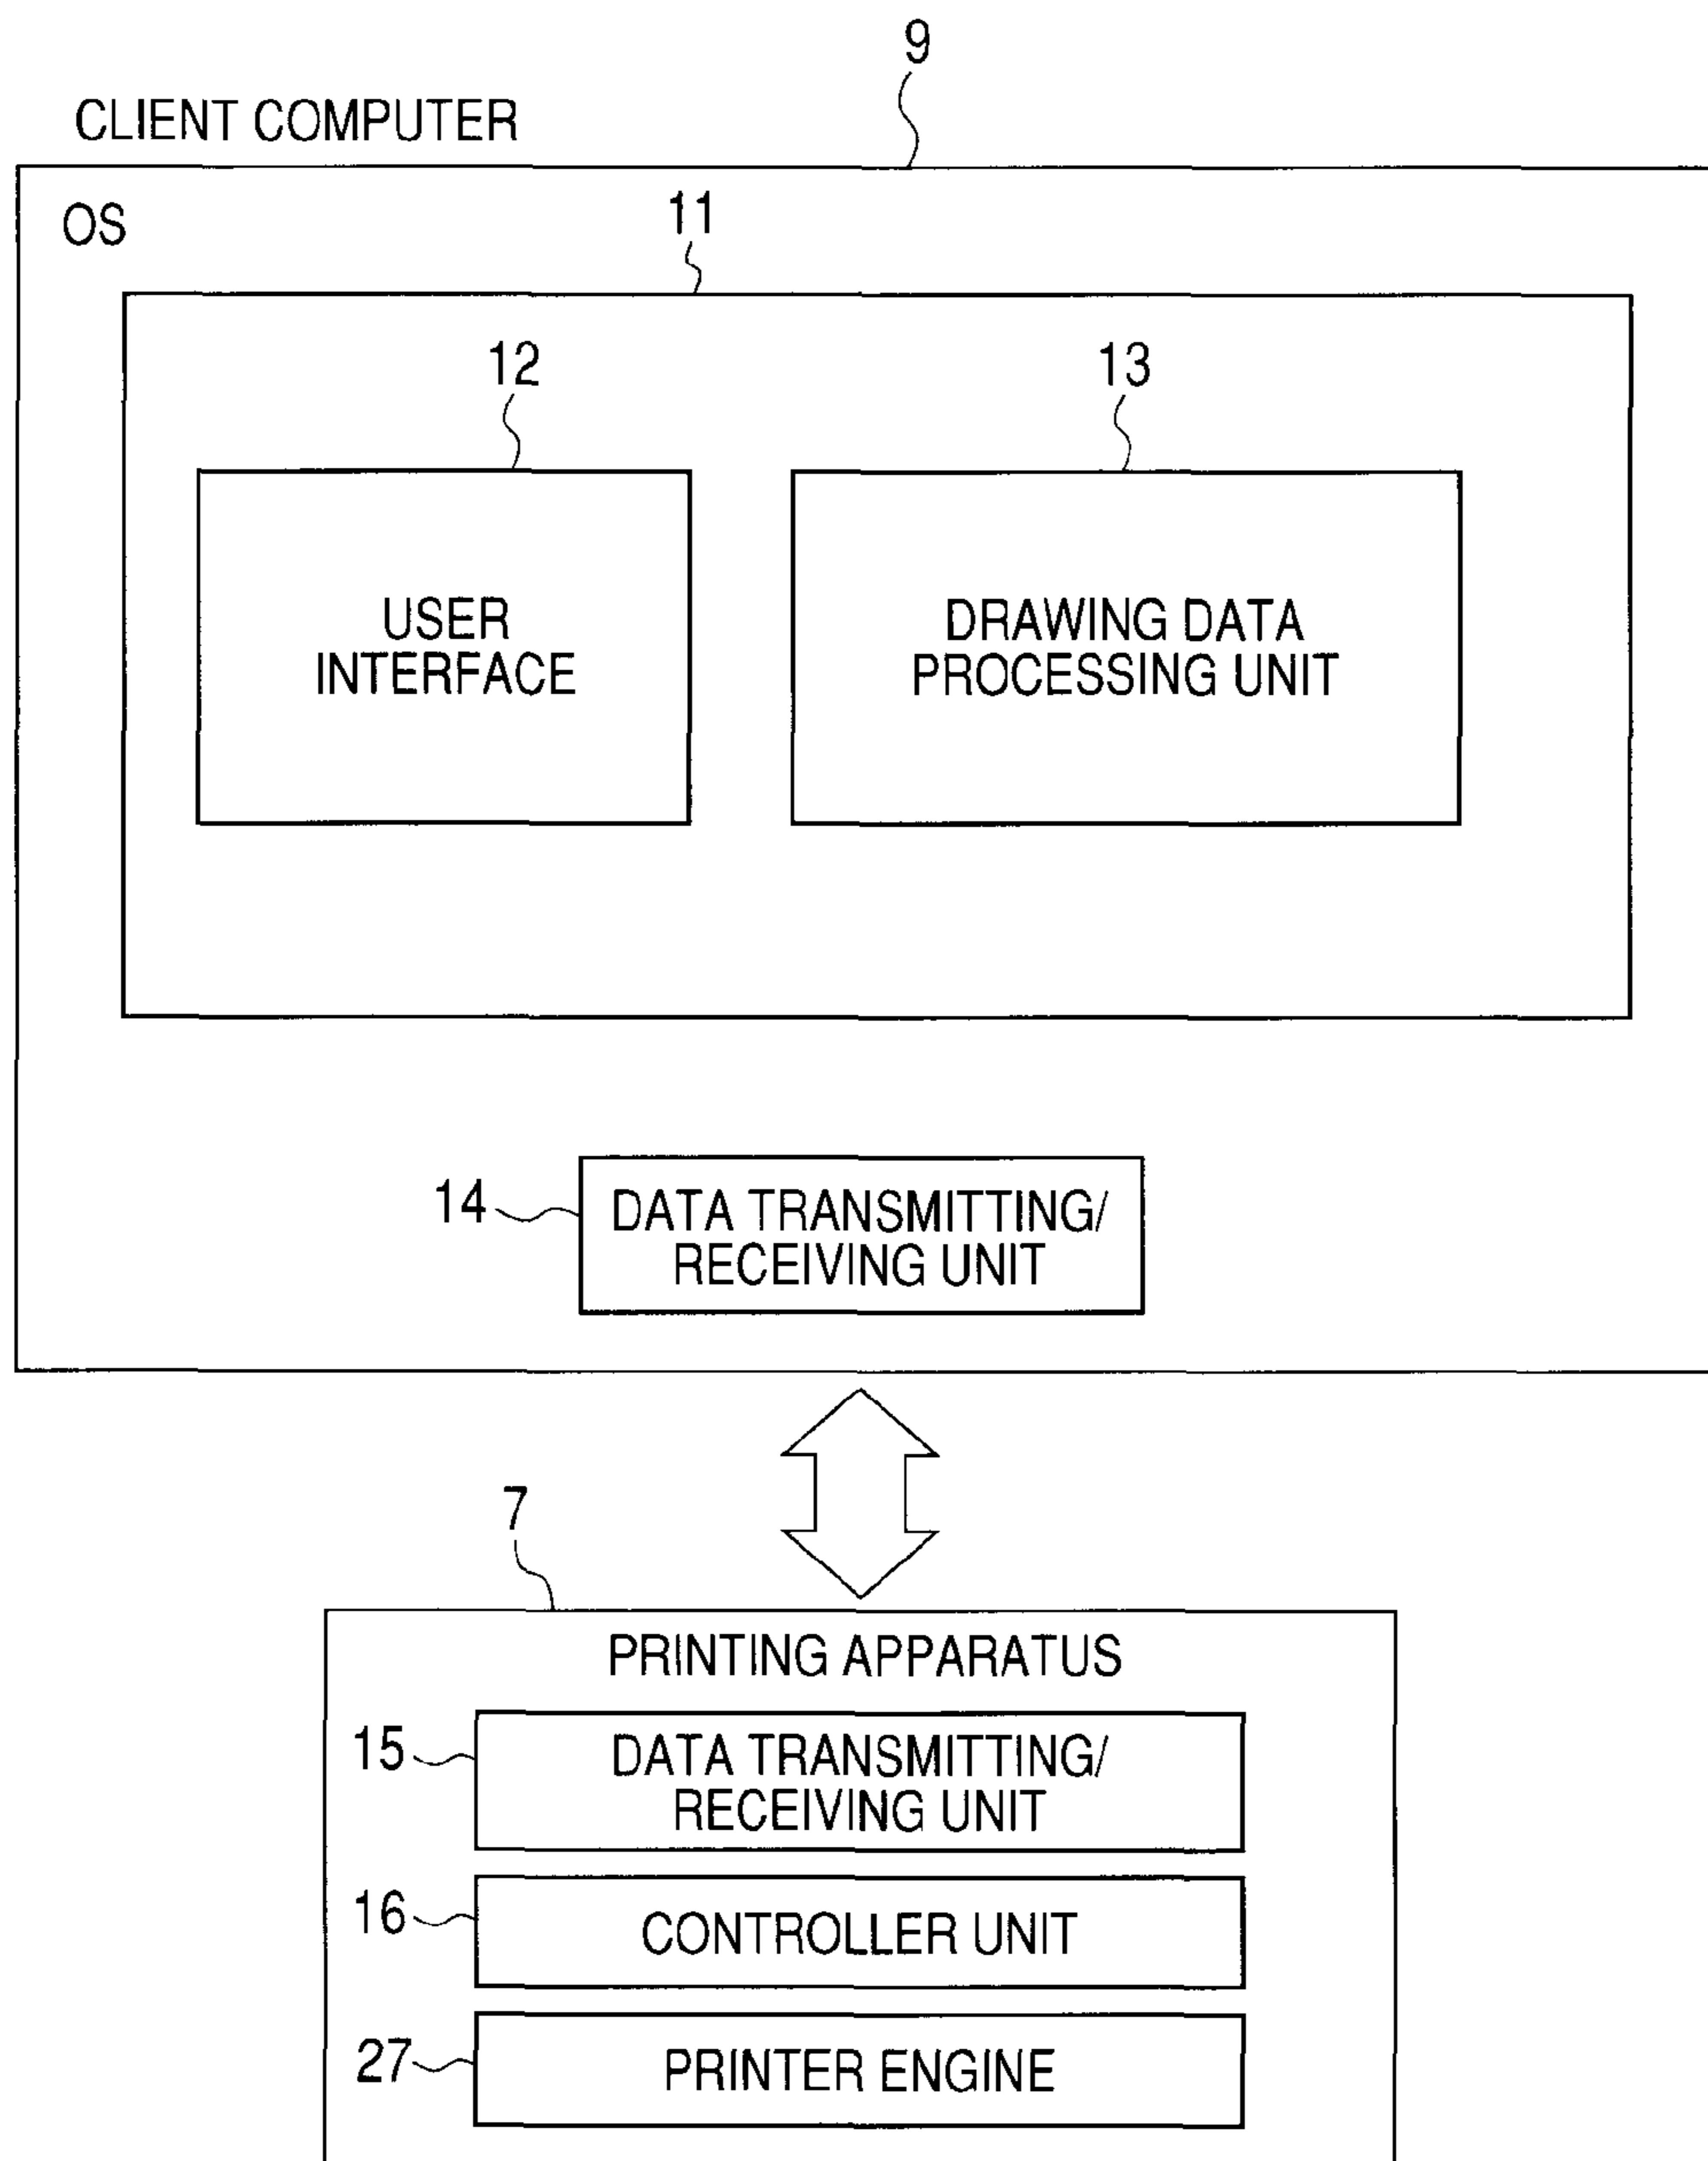 9
CLIENT COMPUTER
OS
11
12
13
USER
INTERFACE
DRAWING DATA
PROCESSING UNIT
14
DATA TRANSMITTING/
RECEIVING UNIT
7
PRINTING APPARATUS
15
DATA TRANSMITTING/
RECEIVING UNIT
16
CONTROLLER UNIT
27
PRINTER ENGINE